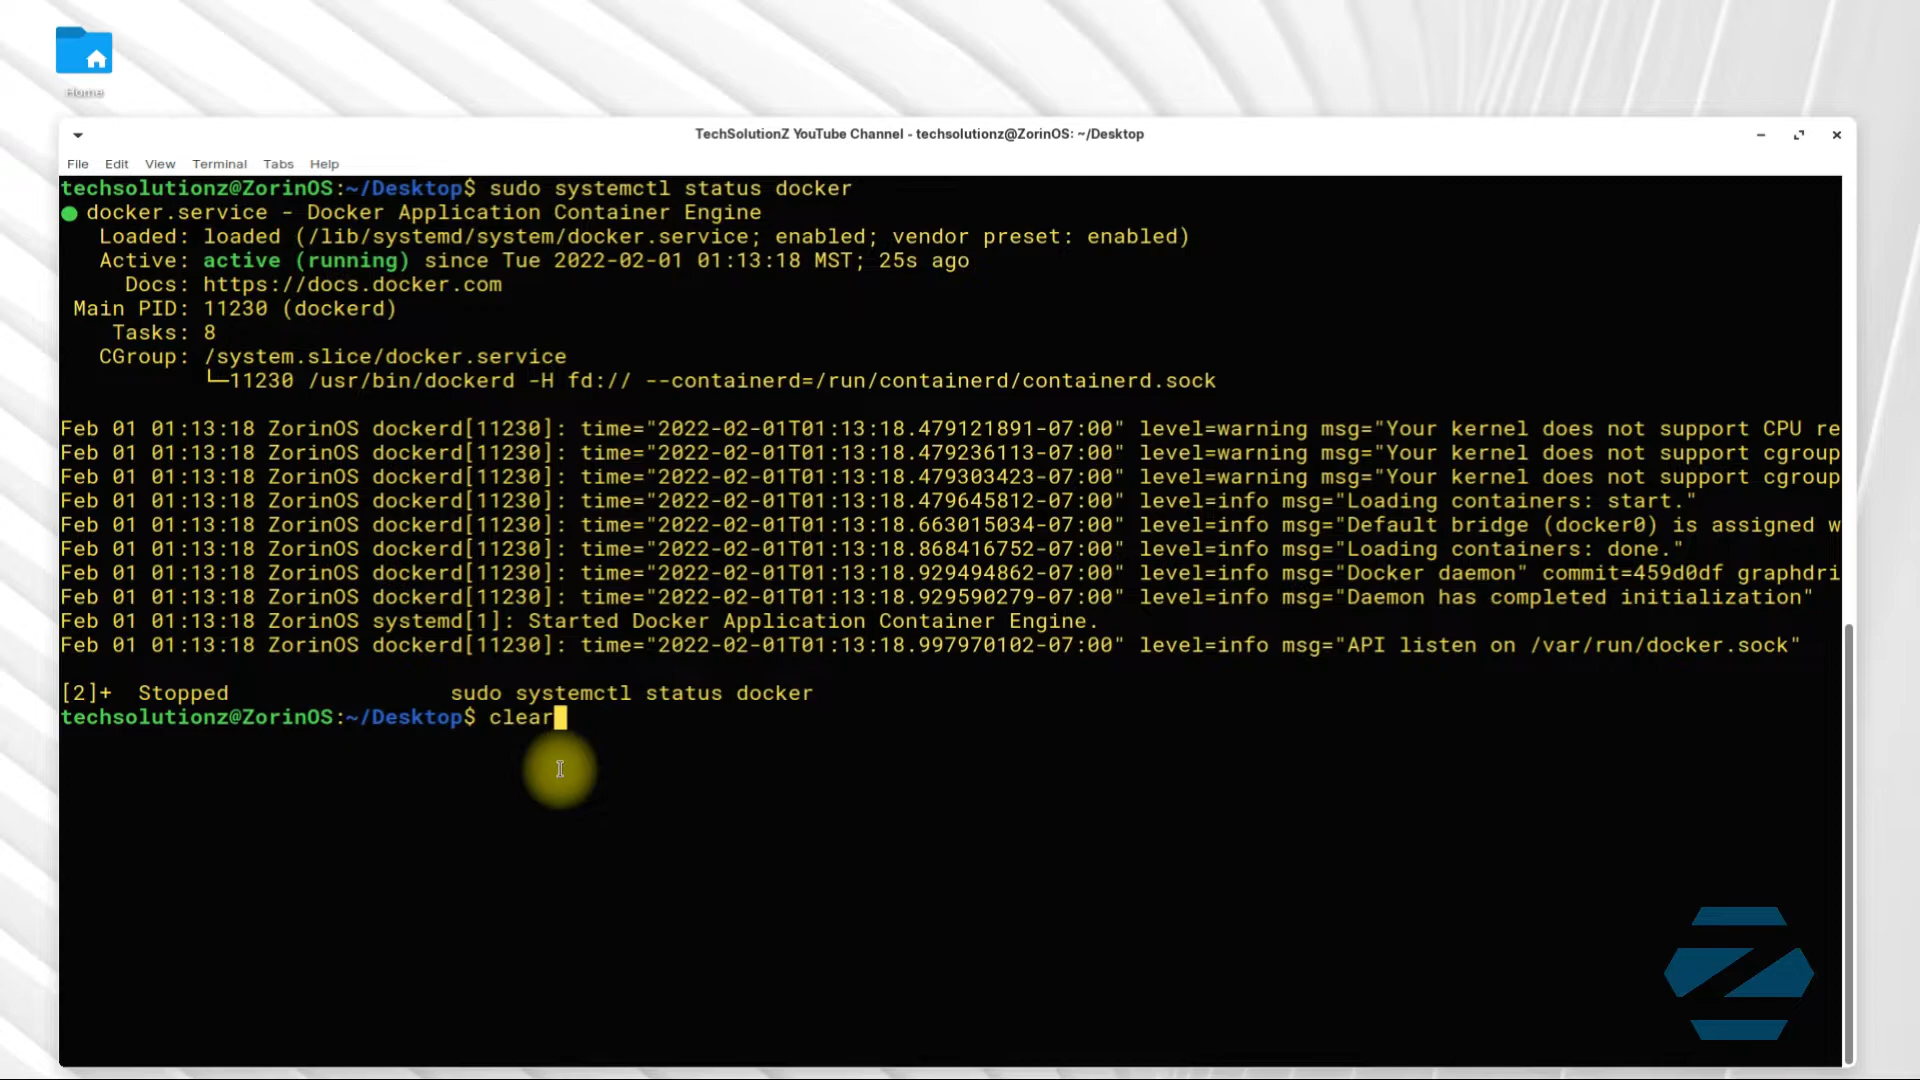 Home
TechSolutionZ YouTube Channel - techsolutionz@ZorinOS: ~/Desktop
File Edit View Terminal Tabs Help
techsolutionz@ZorinOS:~/Desktop$ sudo systemctl status docker
● docker.service - Docker Application Container Engine
Loaded: loaded (/lib/systemd/system/docker.service; enabled; vendor preset: enabled)
Active: active (running) since Tue 2022-02-01 01:13:18 MST; 25s ago
Docs: https://docs.docker.com
Main PID: 11230 (dockerd)
Tasks: 8
CGroup: /system.slice/docker.service
└─11230 /usr/bin/dockerd -H fd:// --containerd=/run/containerd/containerd.sock
Feb 01 01:13:18 ZorinOS dockerd[11230]: time="2022-02-01T01:13:18.479121891-07:00" level=warning msg="Your kernel does not support CPU re
Feb 01 01:13:18 ZorinOS dockerd[11230]: time="2022-02-01T01:13:18.479236113-07:00" level=warning msg="Your kernel does not support cgroup
Feb 01 01:13:18 ZorinOS dockerd[11230]: time="2022-02-01T01:13:18.479303423-07:00" level=warning msg="Your kernel does not support cgroup
Feb 01 01:13:18 ZorinOS dockerd[11230]: time="2022-02-01T01:13:18.479645812-07:00" level=info msg="Loading containers: start."
Feb 01 01:13:18 ZorinOS dockerd[11230]: time="2022-02-01T01:13:18.663015034-07:00" level=info msg="Default bridge (docker0) is assigned w
Feb 01 01:13:18 ZorinOS dockerd[11230]: time="2022-02-01T01:13:18.868416752-07:00" level=info msg="Loading containers: done."
Feb 01 01:13:18 ZorinOS dockerd[11230]: time="2022-02-01T01:13:18.929494862-07:00" level=info msg="Docker daemon" commit=459d0df graphdri
Feb 01 01:13:18 ZorinOS dockerd[11230]: time="2022-02-01T01:13:18.929590279-07:00" level=info msg="Daemon has completed initialization"
Feb 01 01:13:18 ZorinOS systemd[1]: Started Docker Application Container Engine.
Feb 01 01:13:18 ZorinOS dockerd[11230]: time="2022-02-01T01:13:18.997970102-07:00" level=info msg="API listen on /var/run/docker.sock"
[2]+ Stopped sudo systemctl status docker
techsolutionz@ZorinOS:~/Desktop$ clear